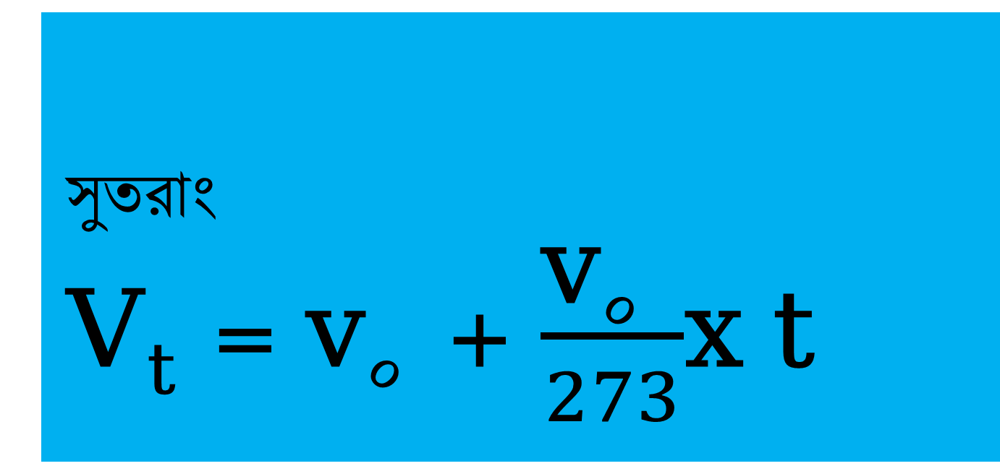 সুতরাং
Vₜ = vₒ + vₒ/273 x t